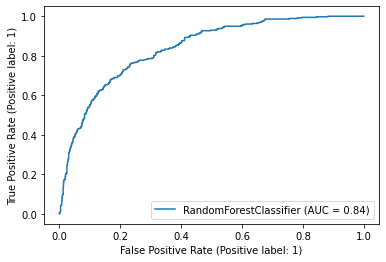 True Positive Rate (Positive label: 1)
1.0
0.8
0.6
0.4
0.2
0.0
RandomForestClassifier (AUC = 0.84)
0.0 0.2 0.4 0.6 0.8 1.0
False Positive Rate (Positive label: 1)